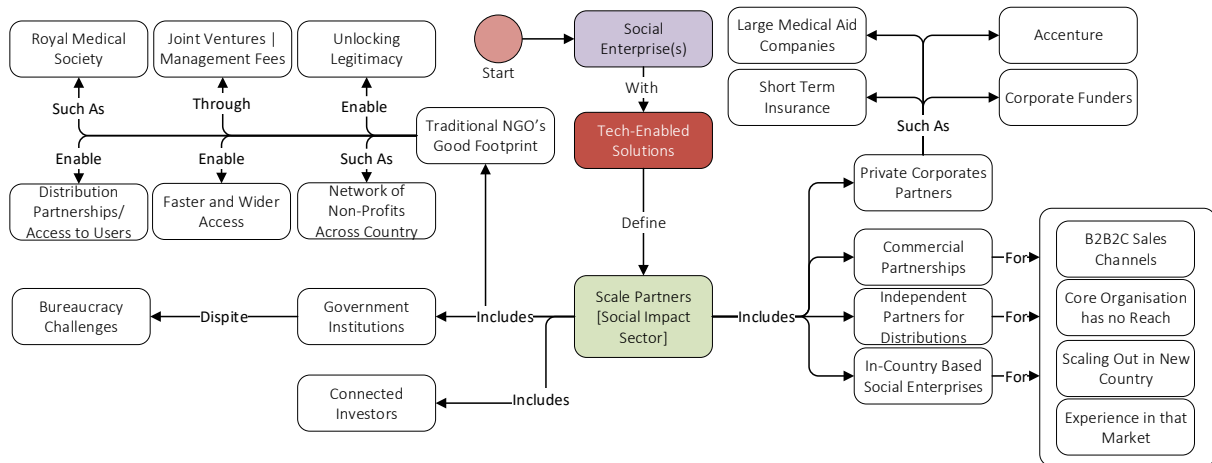 Royal Medical
Society
Joint Ventures |
Management Fees
Unlocking
Legitimacy
Start
Social
Enterprise(s)
Large Medical Aid
Companies
Accenture
Such As
Through
Enable
With
Short Term
Insurance
Corporate Funders
Traditional NGO's
Good Footprint
Tech-Enabled
Solutions
Such As
Enable
Enable
Such As
Distribution
Partnerships/
Access to Users
Faster and Wider
Access
Network of
Non-Profits
Across Country
Private Corporates
Partners
Define
Commercial
Partnerships
For
B2B2C Sales
Channels
Bureaucracy
Challenges
Dispite
Government
Institutions
Includes
Scale Partners
[Social Impact
Sector]
Includes
Independent
Partners for
Distributions
For
Core Organisation
has no Reach
In-Country Based
Social Enterprises
For
Scaling Out in New
Country
Connected
Investors
Includes
Experience in that
Market